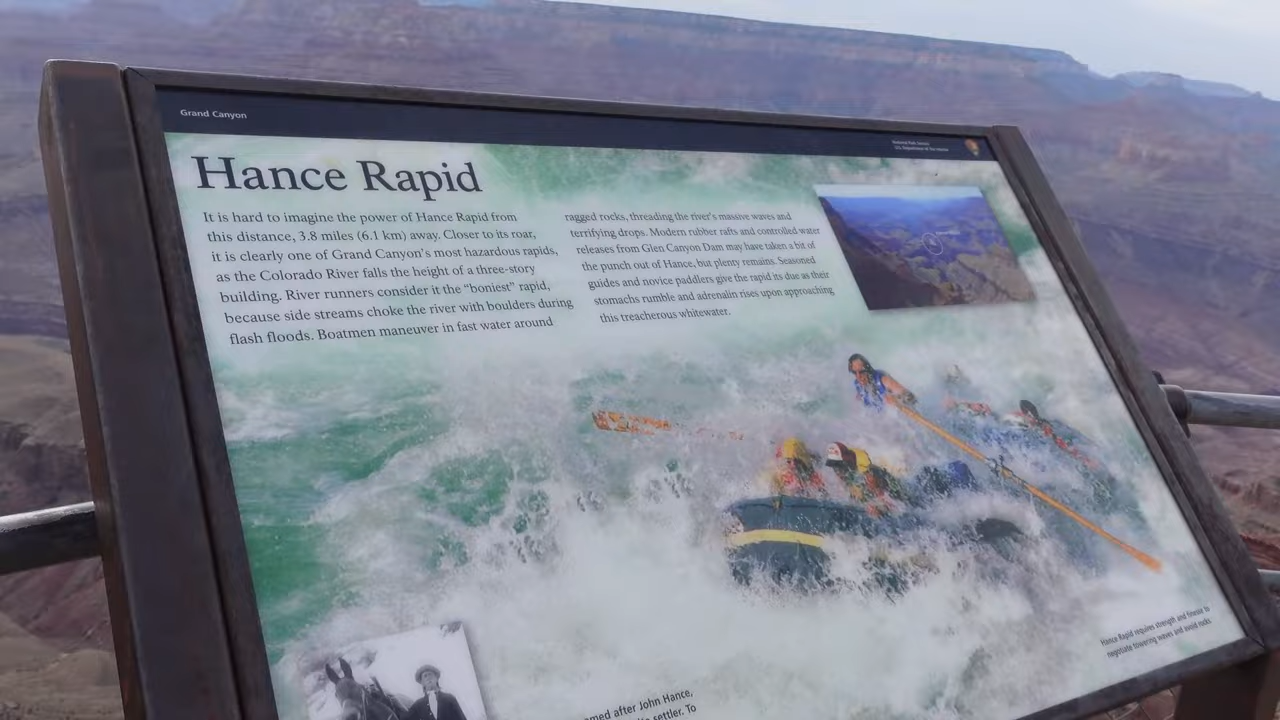 Grand Canyon
National Park Service
U.S. Department of the Interior
Hance Rapid
It is hard to imagine the power of Hance Rapid from
this distance, 3.8 miles (6.1 km) away. Closer to its roar,
it is clearly one of Grand Canyon's most hazardous rapids,
as the Colorado River falls the height of a three-story
building. River runners consider it the “boniest” rapid,
because side streams choke the river with boulders during
flash floods. Boatmen maneuver in fast water around
ragged rocks, threading the river's massive waves and
terrifying drops. Modern rubber rafts and controlled water
releases from Glen Canyon Dam may have taken a bit of
the punch out of Hance, but plenty remains. Seasoned
guides and novice paddlers give the rapid its due as their
stomachs rumble and adrenalin rises upon approaching
this treacherous whitewater.
Hance Rapid requires strength and finesse to
negotiate towering waves and avoid rocks.
after John Hance,
settler. To